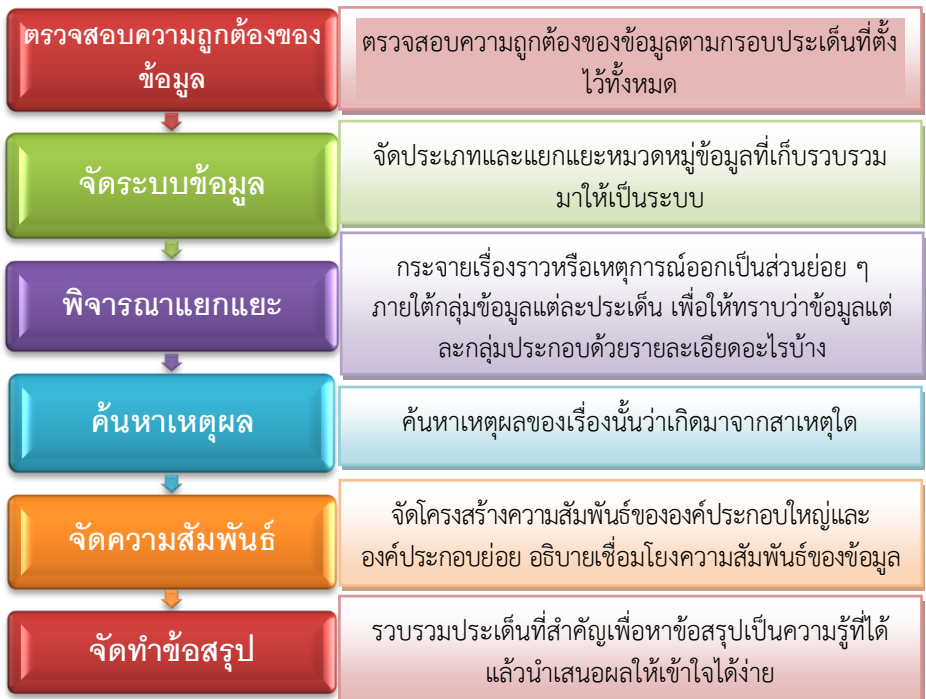 ตรวจสอบความถูกต้องของ
ข้อมูล
ตรวจสอบความถูกต้องของข้อมูลตามกรอบประเด็นที่ตั้ง
ไว้ทั้งหมด
จัดระบบข้อมูล
จัดประเภทและแยกแยะหมวดหมู่ข้อมูลที่เก็บรวบรวม
มาให้เป็นระบบ
พิจารณาแยกแยะ
กระจายเรื่องราวหรือเหตุการณ์ออกเป็นส่วนย่อย ๆ
ภายใต้กลุ่มข้อมูลแต่ละประเด็น เพื่อให้ทราบว่าข้อมูลแต่
ละกลุ่มประกอบด้วยรายละเอียดอะไรบ้าง
ค้นหาเหตุผล
ค้นหาเหตุผลของเรื่องนั้นว่าเกิดมาจากสาเหตุใด
จัดความสัมพันธ์
จัดโครงสร้างความสัมพันธ์ขององค์ประกอบใหญ่และ
องค์ประกอบย่อย อธิบายเชื่อมโยงความสัมพันธ์ของข้อมูล
จัดทำข้อสรุป
รวบรวมประเด็นที่สำคัญเพื่อหาข้อสรุปเป็นความรู้ที่ได้
แล้วนำเสนอผลให้เข้าใจได้ง่าย